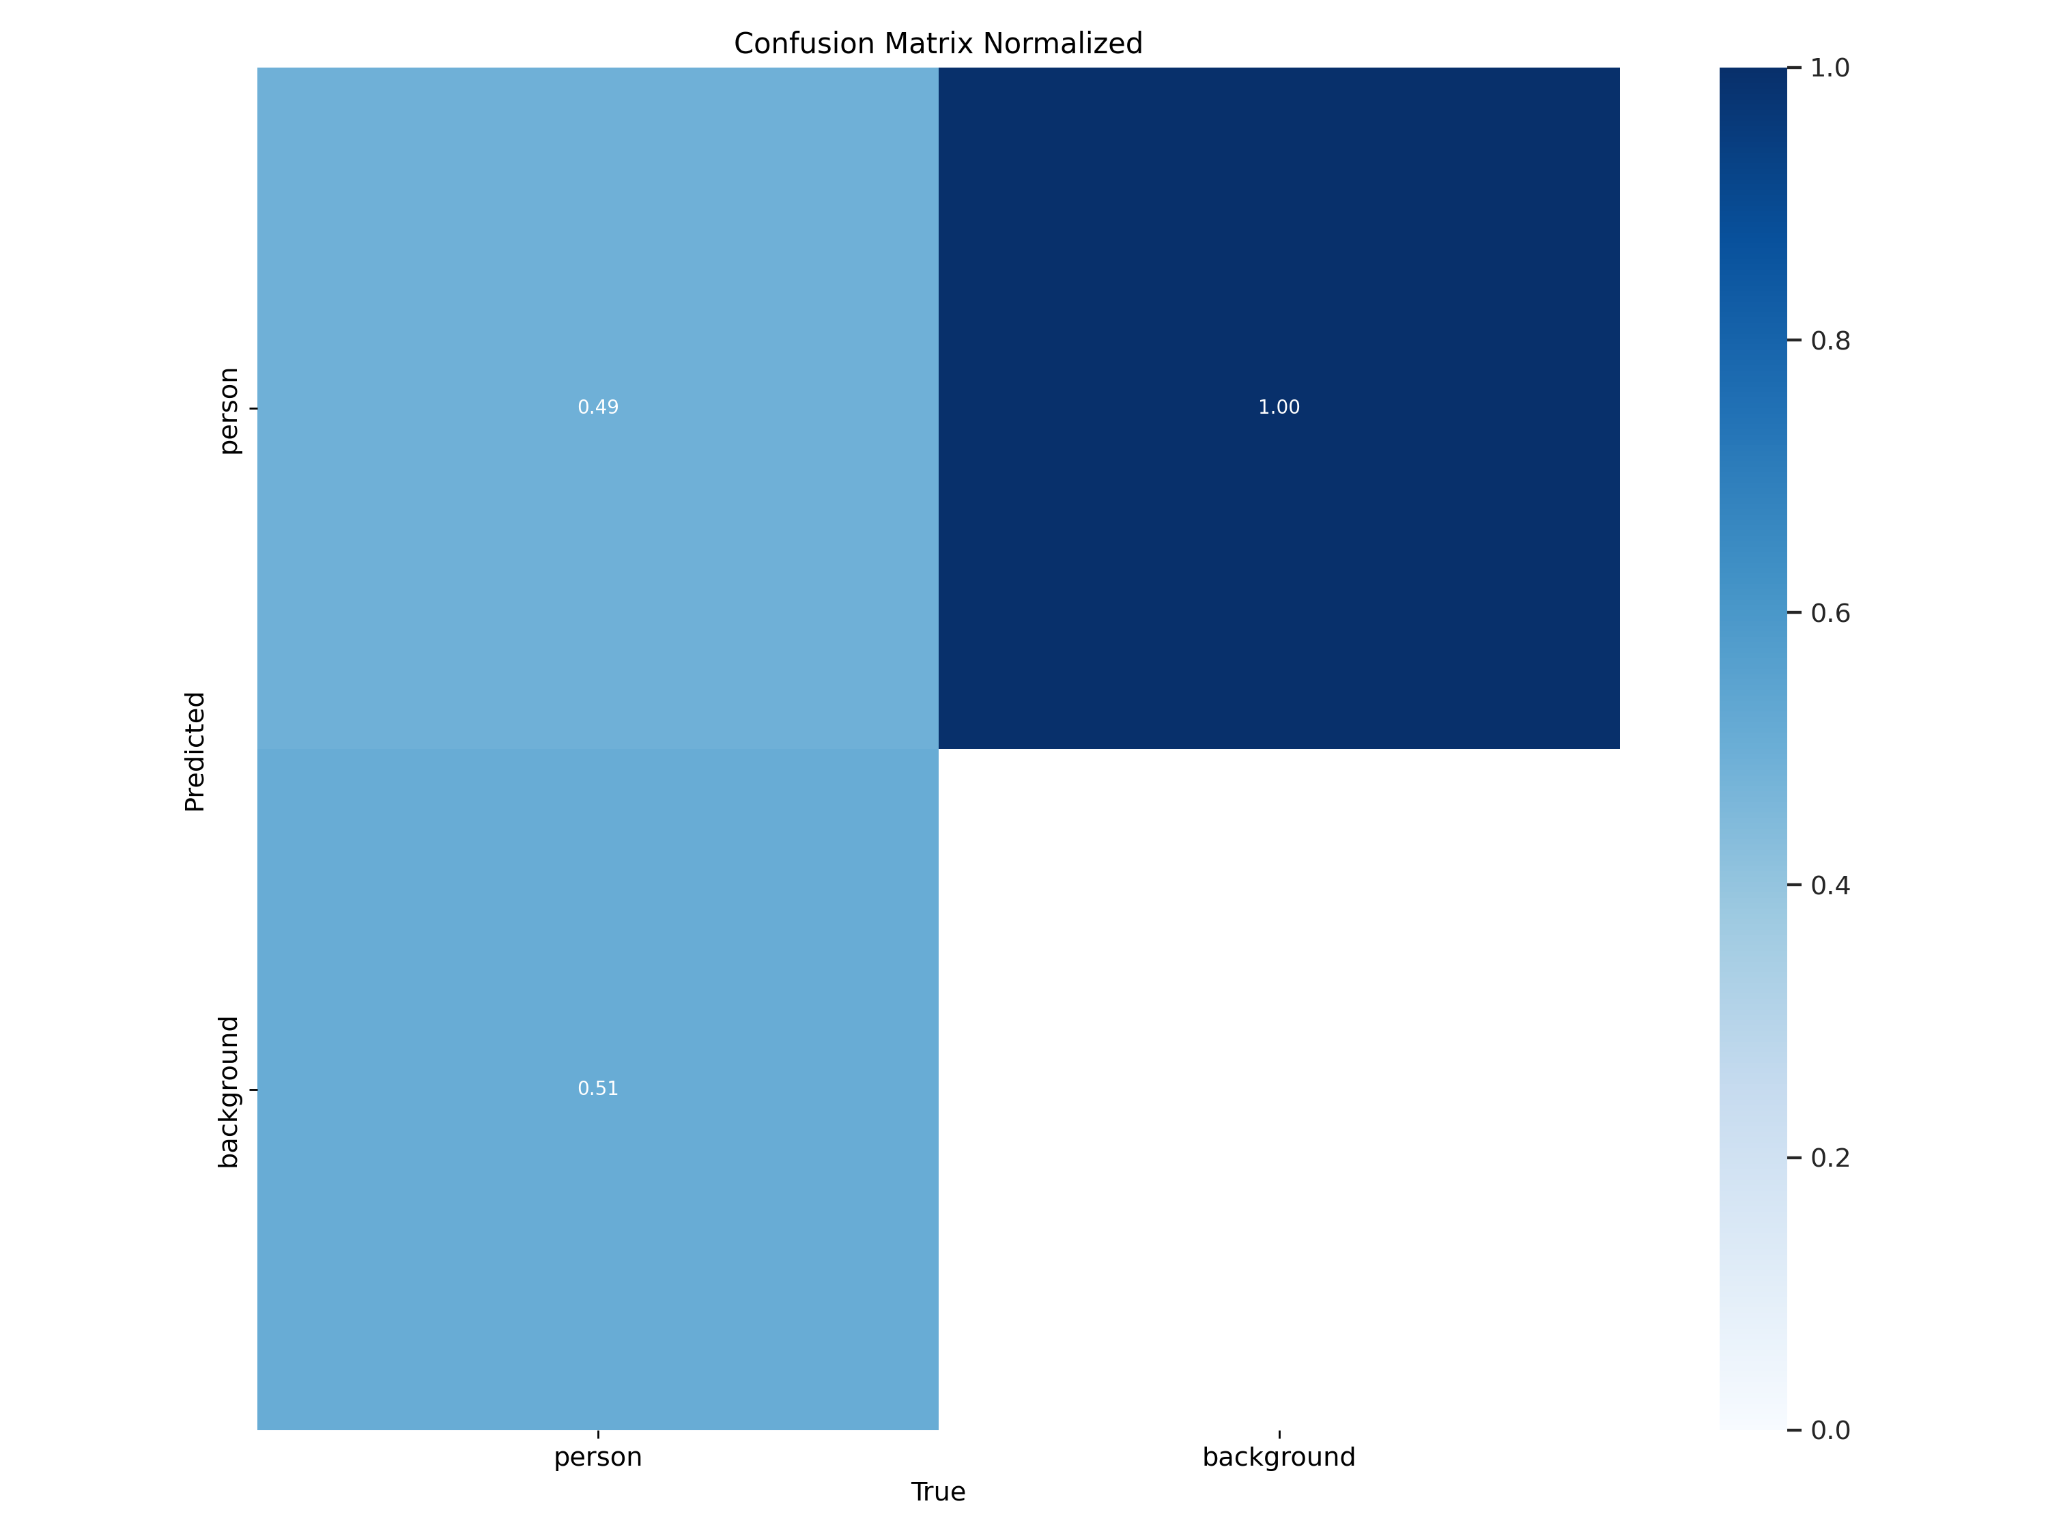 Confusion Matrix Normalized
person
background
Predicted
0.49
1.00
0.51
person
background
True
1.0
0.8
0.6
0.4
0.2
0.0